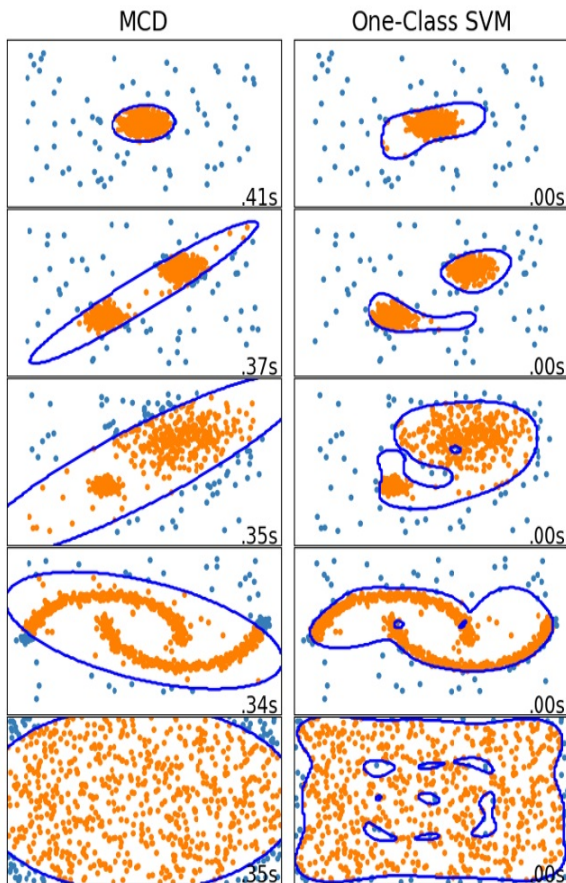 MCD One-Class SVM
.41s .00s
.37s .00s
.35s .00s
.34s .00s
.35s .00s